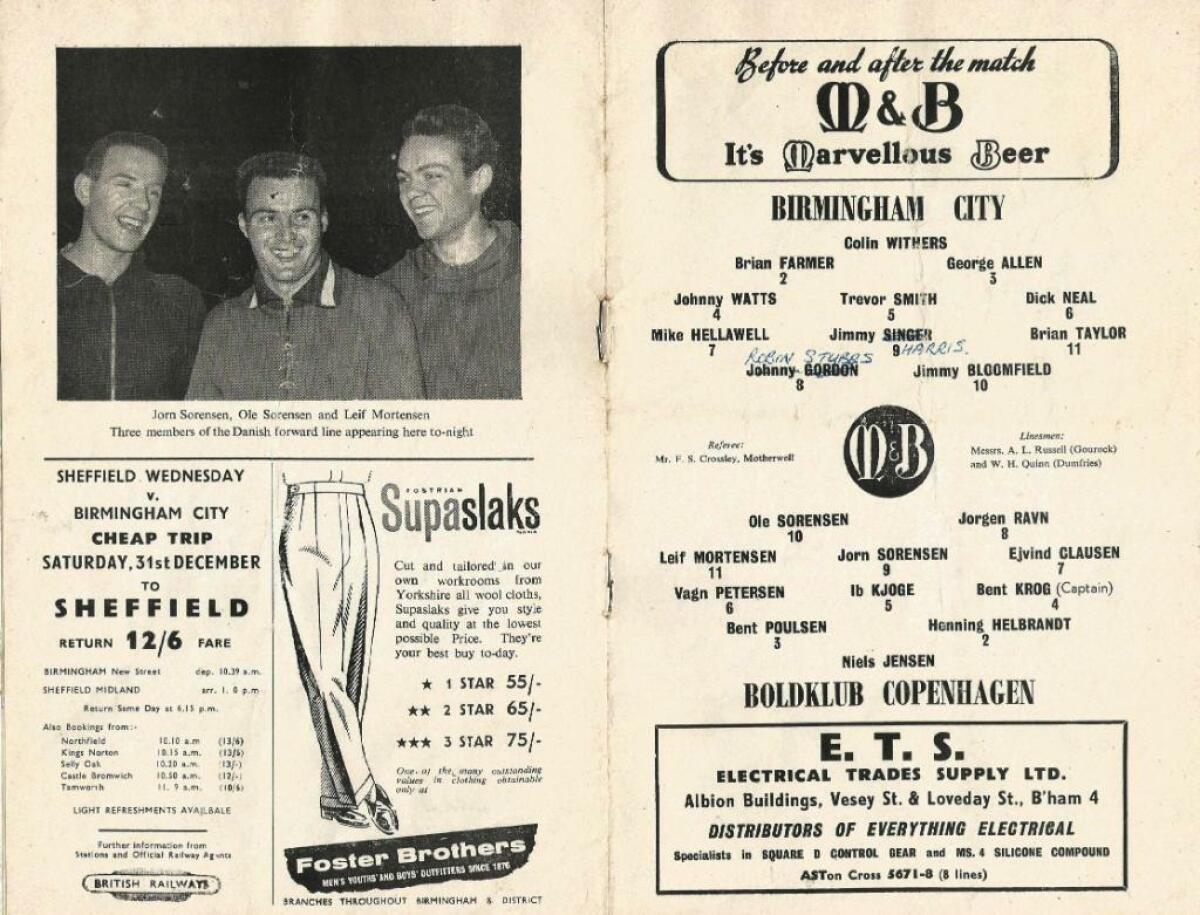 Jorn Sorensen, Ole Sorensen and Leif Mortensen
Three members of the Danish forward line appearing here to-night
SHEFFIELD WEDNESDAY
v.
BIRMINGHAM CITY
CHEAP TRIP
SATURDAY, 31st DECEMBER
TO
SHEFFIELD
RETURN 12/6 FARE
BIRMINGHAM New Street dep. 10.39 a.m.
SHEFFIELD MIDLAND arr. 1. 0 p.m
Return Same Day at 6.15 p.m.
Also Bookings from:-
Northfield 10.10 a.m (13/6)
Kings Norton 10.15 a.m. (13/5)
Selly Oak 10.20 a.m. (13/-)
Castle Bromwich 10.50 a.m. (12/-)
Tamworth 11. 9 a.m. (10/6)
LIGHT REFRESHMENTS AVAILBALE
Further information from
Stations and Official Railway Agents
BRITISH RAILWAYS
FOSTRIAN
Supaslaks
Cut and tailored in our
own workrooms from
Yorkshire all wool cloths,
Supaslaks give you style
and quality at the lowest
possible Price. They're
your best buy to-day.
★ 1 STAR 55/-
★★ 2 STAR 65/-
★★★ 3 STAR 75/-
One of the many outstanding
values in clothing obtainable
only at
Foster Brothers
MEN'S YOUTHS' AND BOYS' OUTFITTERS SINCE 1876
BRANCHES THROUGHOUT BIRMINGHAM & DISTRICT
Before and after the match
M & B
It's Marvellous Beer
BIRMINGHAM CITY
Colin WITHERS
Brian FARMER George ALLEN
2 3
Johnny WATTS Trevor SMITH Dick NEAL
4 5 6
Mike HELLAWELL Jimmy SINGER Brian TAYLOR
7 9 11
ROBIN STUBBS HARRIS.
Johnny GORDON Jimmy BLOOMFIELD
8 10
Referee:
Mr. F. S. Crossley, Motherwell
M & B
Linesmen:
Messrs. A. L. Russell (Gourock)
and W. H. Quinn (Dumfries)
Ole SORENSEN Jorgen RAVN
10 8
Leif MORTENSEN Jorn SORENSEN Ejvind CLAUSEN
11 9 7
Vagn PETERSEN Ib KJOGE Bent KROG (Captain)
6 5 4
Bent POULSEN Henning HELBRANDT
3 2
Niels JENSEN
BOLDKLUB COPENHAGEN
E. T. S.
ELECTRICAL TRADES SUPPLY LTD.
Albion Buildings, Vesey St. & Loveday St., B'ham 4
DISTRIBUTORS OF EVERYTHING ELECTRICAL
Specialists in SQUARE D CONTROL GEAR and MS. 4 SILICONE COMPOUND
ASTon Cross 5671-8 (8 lines)